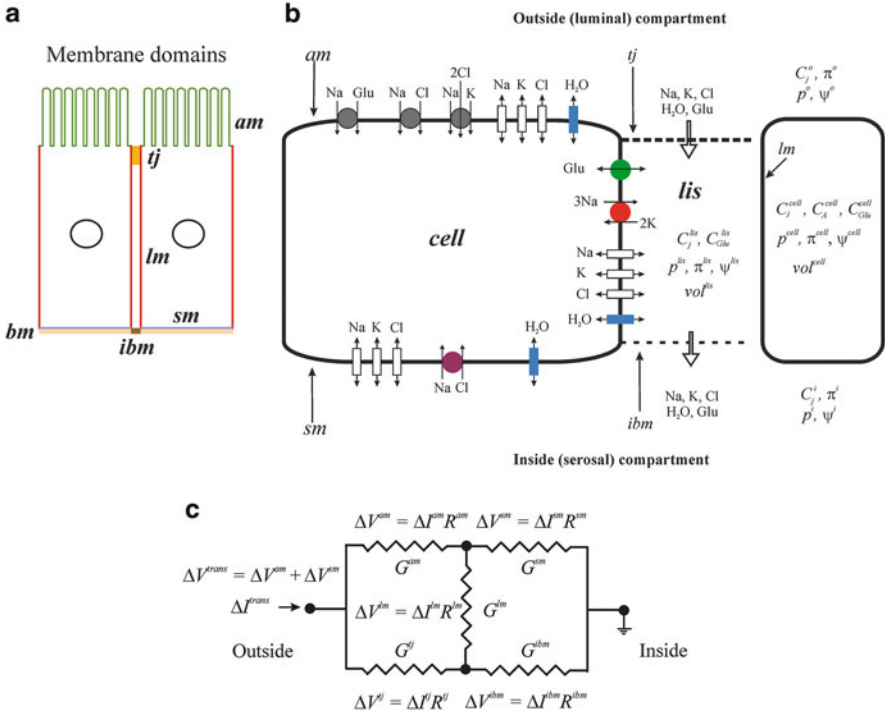 a
Membrane domains
am
tj
lm
sm
bm
ibm
b
Outside (luminal) compartment
am
tj
2Cl
Na Glu
Na Cl
Na K
Na K Cl
H₂O
Na, K, Cl
H₂O, Glu
C_j^o, π^o
p^o, ψ^o
lm
Glu
lis
3Na
2K
cell
C_j^lis, C_Glu^lis
p^lis, π^lis, ψ^lis
vol^lis
C_j^cell, C_A^cell, C_Glu^cell
p^cell, π^cell, ψ^cell
vol^cell
Na
K
Cl
H₂O
Na K Cl
Na Cl
H₂O
sm
ibm
Na, K, Cl
H₂O, Glu
C_j^i, π^i
p^i, ψ^i
Inside (serosal) compartment
c
ΔV^am = ΔI^am R^am
ΔV^sm = ΔI^sm R^sm
G^am
G^sm
ΔV^trans = ΔV^am + ΔV^sm
ΔI^trans
ΔV^lm = ΔI^lm R^lm
G^lm
Outside
G^tj
G^ibm
Inside
ΔV^tj = ΔI^tj R^tj
ΔV^ibm = ΔI^ibm R^ibm